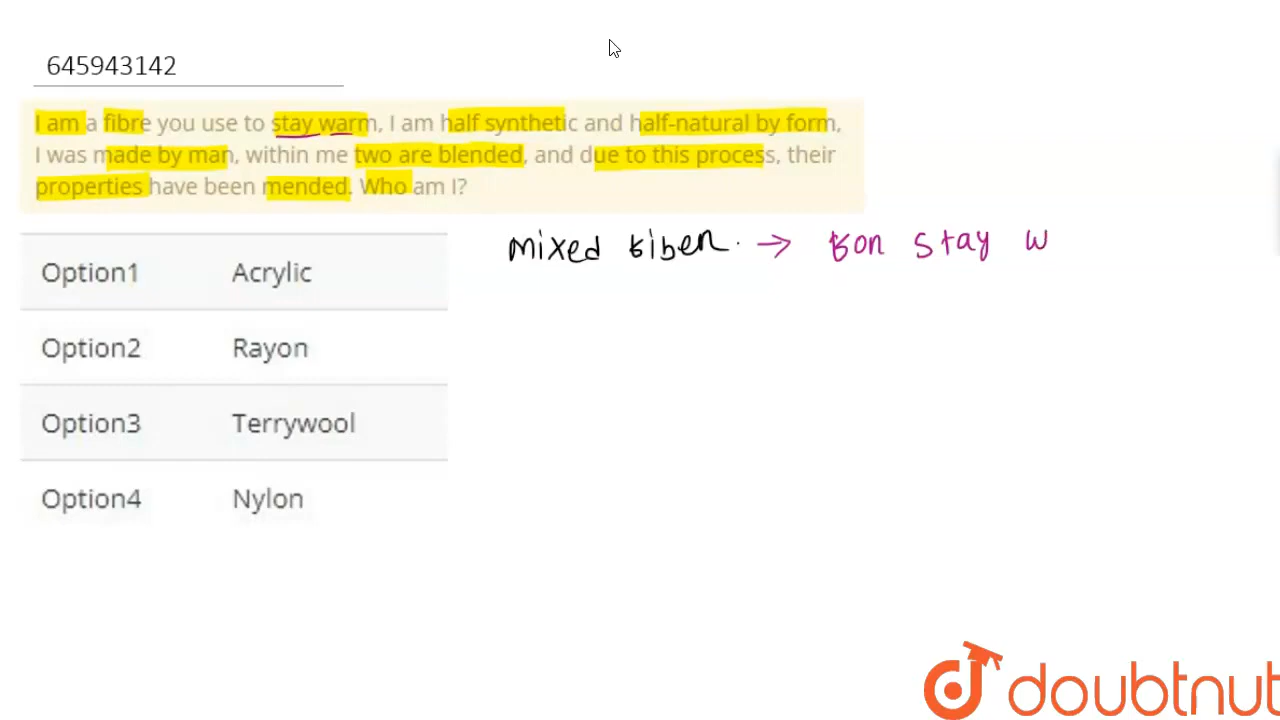 645943142
I am a fibre you use to stay warm, I am half synthetic and half-natural by form,
I was made by man, within me two are blended, and due to this process, their
properties have been mended. Who am I?
mixed fiber. → for stay w
Option1 Acrylic
Option2 Rayon
Option3 Terrywool
Option4 Nylon
doubtnut